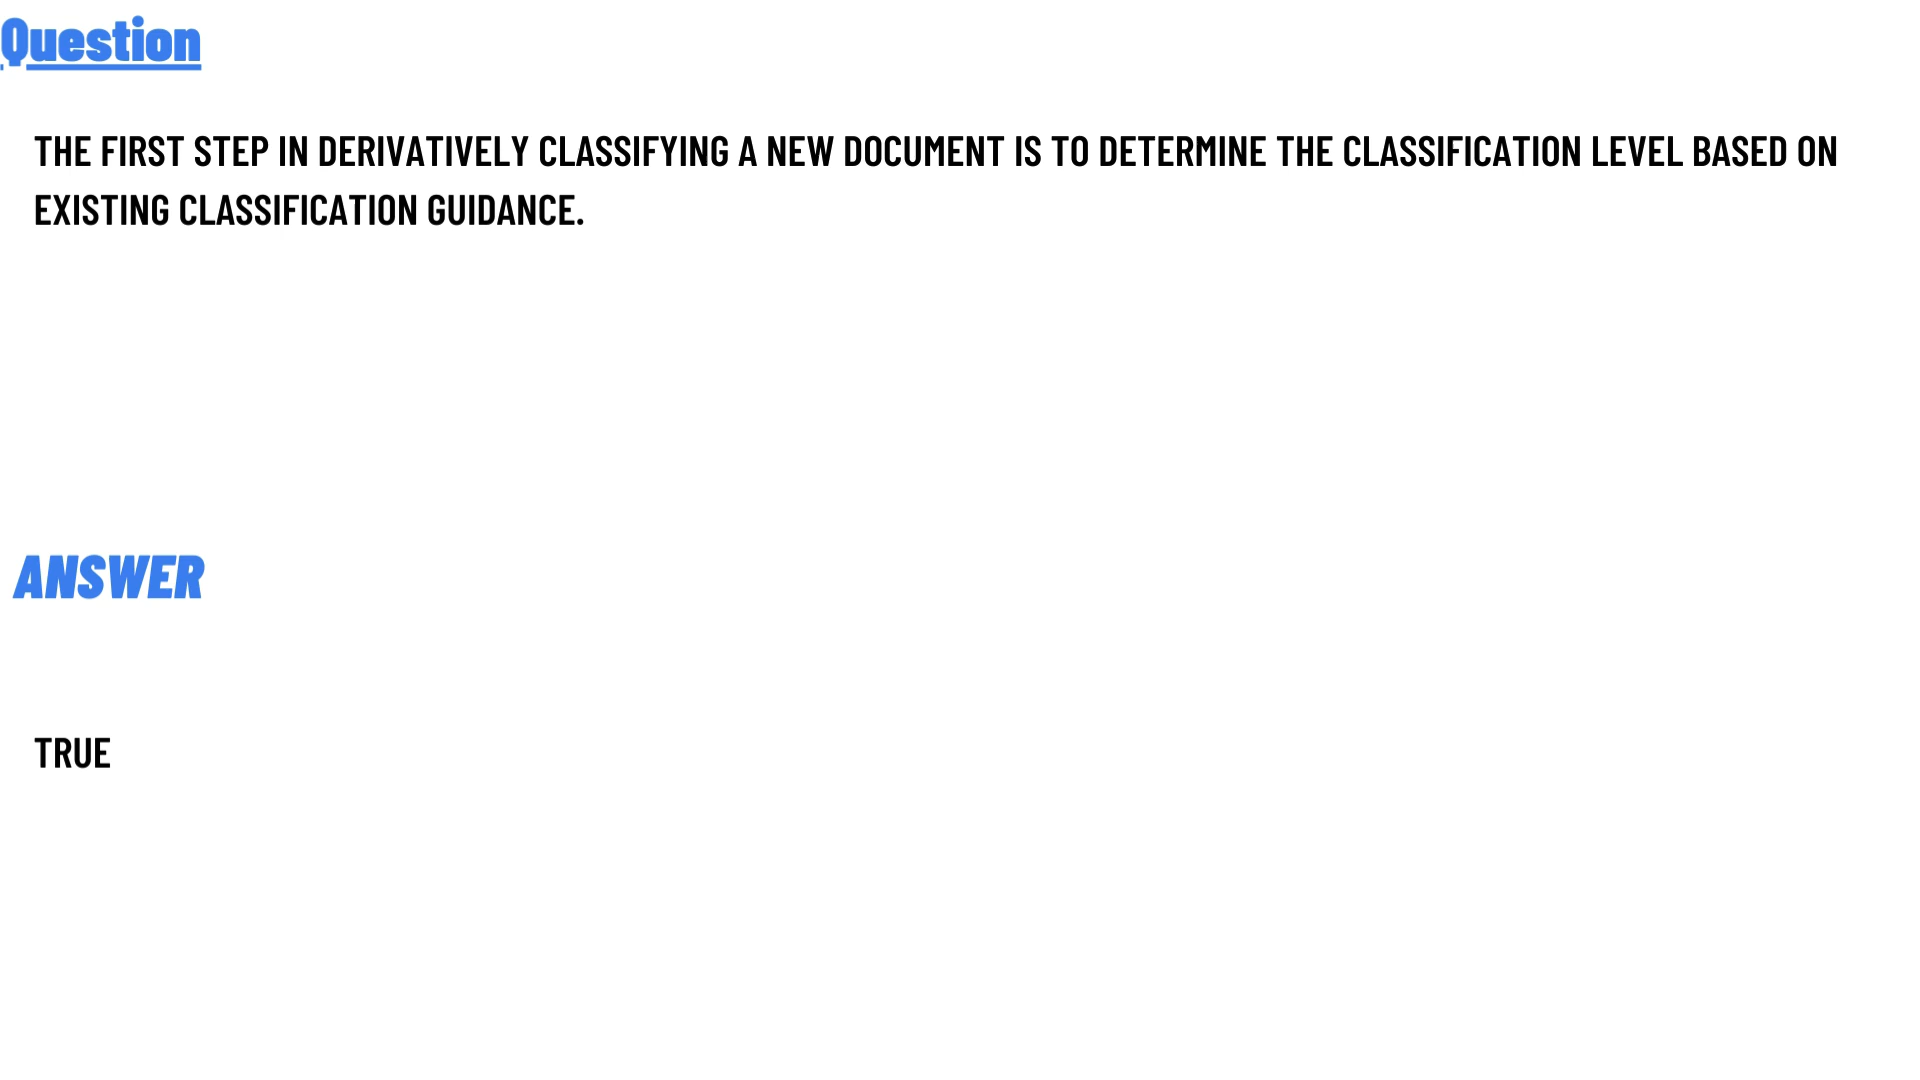 Question
THE FIRST STEP IN DERIVATIVELY CLASSIFYING A NEW DOCUMENT IS TO DETERMINE THE CLASSIFICATION LEVEL BASED ON
EXISTING CLASSIFICATION GUIDANCE.
ANSWER
TRUE